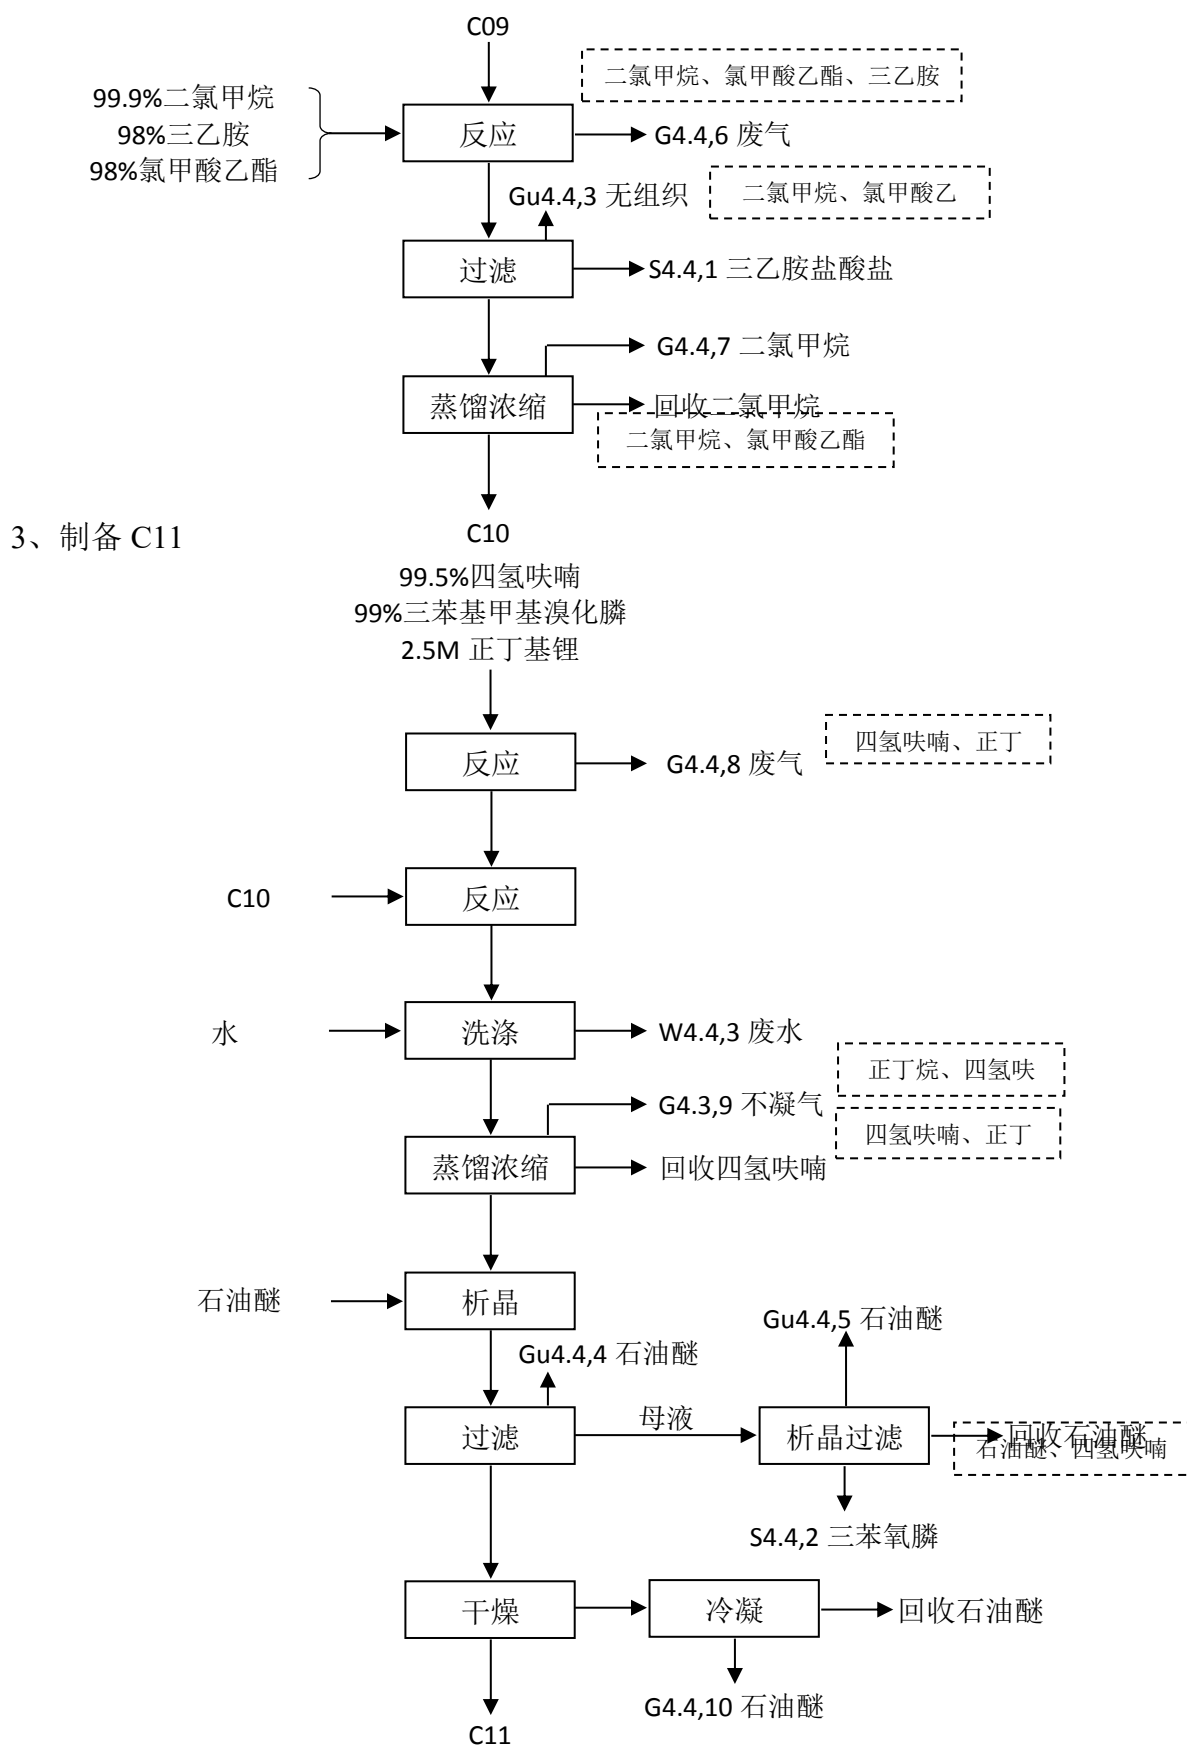 C09
二氯甲烷、氯甲酸乙酯、三乙胺
99.9%二氯甲烷
98%三乙胺
98%氯甲酸乙酯
反应
G4.4,6 废气
Gu4.4,3 无组织
二氯甲烷、氯甲酸乙
过滤
S4.4,1 三乙胺盐酸盐
G4.4,7 二氯甲烷
蒸馏浓缩
回收二氯甲烷
二氯甲烷、氯甲酸乙酯
C10
3、制备 C11
99.5%四氢呋喃
99%三苯基甲基溴化膦
2.5M 正丁基锂
四氢呋喃、正丁
反应
G4.4,8 废气
C10
反应
水
洗涤
W4.4,3 废水
正丁烷、四氢呋
G4.3,9 不凝气
四氢呋喃、正丁
蒸馏浓缩
回收四氢呋喃
石油醚
析晶
Gu4.4,5 石油醚
Gu4.4,4 石油醚
过滤
母液
析晶过滤
回收石油醚
石油醚、四氢呋喃
S4.4,2 三苯氧膦
干燥
冷凝
回收石油醚
G4.4,10 石油醚
C11